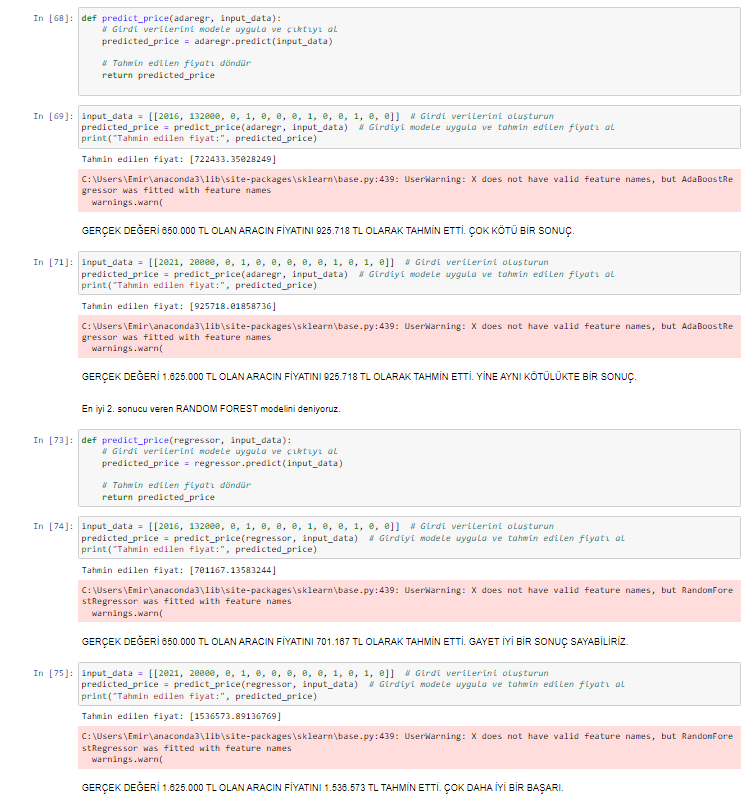 In [68]: def predict_price(adaregr, input_data):
# Girdi verilerini modele uygula ve çıktıyı al
predicted_price = adaregr.predict(input_data)
# Tahmin edilen fiyatı döndür
return predicted_price
In [69]: input_data = [[2016, 132000, 0, 1, 0, 0, 0, 1, 0, 0, 1, 0, 0]]  # Girdi verilerini oluşturun
predicted_price = predict_price(adaregr, input_data)  # Girdiyi modele uygula ve tahmin edilen fiyatı al
print("Tahmin edilen fiyat:", predicted_price)
Tahmin edilen fiyat: [722433.35028249]
C:\Users\Emir\anaconda3\lib\site-packages\sklearn\base.py:439: UserWarning: X does not have valid feature names, but AdaBoostRe
gressor was fitted with feature names
warnings.warn(
GERÇEK DEĞERİ 650.000 TL OLAN ARACIN FİYATINI 925.718 TL OLARAK TAHMİN ETTİ. ÇOK KÖTÜ BİR SONUÇ.
In [71]: input_data = [[2021, 20000, 0, 1, 0, 0, 0, 0, 0, 1, 0, 1, 0]]  # Girdi verilerini oluşturun
predicted_price = predict_price(adaregr, input_data)  # Girdiyi modele uygula ve tahmin edilen fiyatı al
print("Tahmin edilen fiyat:", predicted_price)
Tahmin edilen fiyat: [925718.01858736]
C:\Users\Emir\anaconda3\lib\site-packages\sklearn\base.py:439: UserWarning: X does not have valid feature names, but AdaBoostRe
gressor was fitted with feature names
warnings.warn(
GERÇEK DEĞERİ 1.625.000 TL OLAN ARACIN FİYATINI 925.718 TL OLARAK TAHMİN ETTİ. YİNE AYNI KÖTÜLÜKTE BİR SONUÇ.
En iyi 2. sonucu veren RANDOM FOREST modelini deniyoruz.
In [73]: def predict_price(regressor, input_data):
# Girdi verilerini modele uygula ve çıktıyı al
predicted_price = regressor.predict(input_data)
# Tahmin edilen fiyatı döndür
return predicted_price
In [74]: input_data = [[2016, 132000, 0, 1, 0, 0, 0, 1, 0, 0, 1, 0, 0]]  # Girdi verilerini oluşturun
predicted_price = predict_price(regressor, input_data)  # Girdiyi modele uygula ve tahmin edilen fiyatı al
print("Tahmin edilen fiyat:", predicted_price)
Tahmin edilen fiyat: [701167.13583244]
C:\Users\Emir\anaconda3\lib\site-packages\sklearn\base.py:439: UserWarning: X does not have valid feature names, but RandomFore
stRegressor was fitted with feature names
warnings.warn(
GERÇEK DEĞERİ 650.000 TL OLAN ARACIN FİYATINI 701.167 TL OLARAK TAHMİN ETTİ. GAYET İYİ BİR SONUÇ SAYABİLİRİZ.
In [75]: input_data = [[2021, 20000, 0, 1, 0, 0, 0, 0, 0, 1, 0, 1, 0]]  # Girdi verilerini oluşturun
predicted_price = predict_price(regressor, input_data)  # Girdiyi modele uygula ve tahmin edilen fiyatı al
print("Tahmin edilen fiyat:", predicted_price)
Tahmin edilen fiyat: [1536573.89136769]
C:\Users\Emir\anaconda3\lib\site-packages\sklearn\base.py:439: UserWarning: X does not have valid feature names, but RandomFore
stRegressor was fitted with feature names
warnings.warn(
GERÇEK DEĞERİ 1.625.000 TL OLAN ARACIN FİYATINI 1.536.573 TL TAHMİN ETTİ. ÇOK DAHA İYİ BİR BAŞARI.